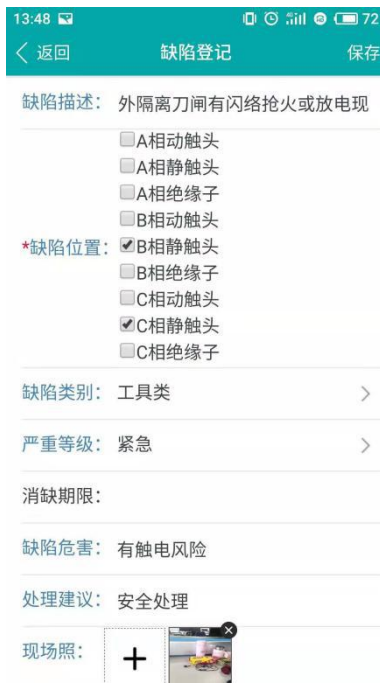 13:48 72
返回 缺陷登记 保存
缺陷描述： 外隔离刀闸有闪络抢火或放电现
A相动触头
A相静触头
A相绝缘子
B相动触头
*缺陷位置： B相静触头
B相绝缘子
C相动触头
C相静触头
C相绝缘子
缺陷类别： 工具类
严重等级： 紧急
消缺期限：
缺陷危害： 有触电风险
处理建议： 安全处理
现场照：